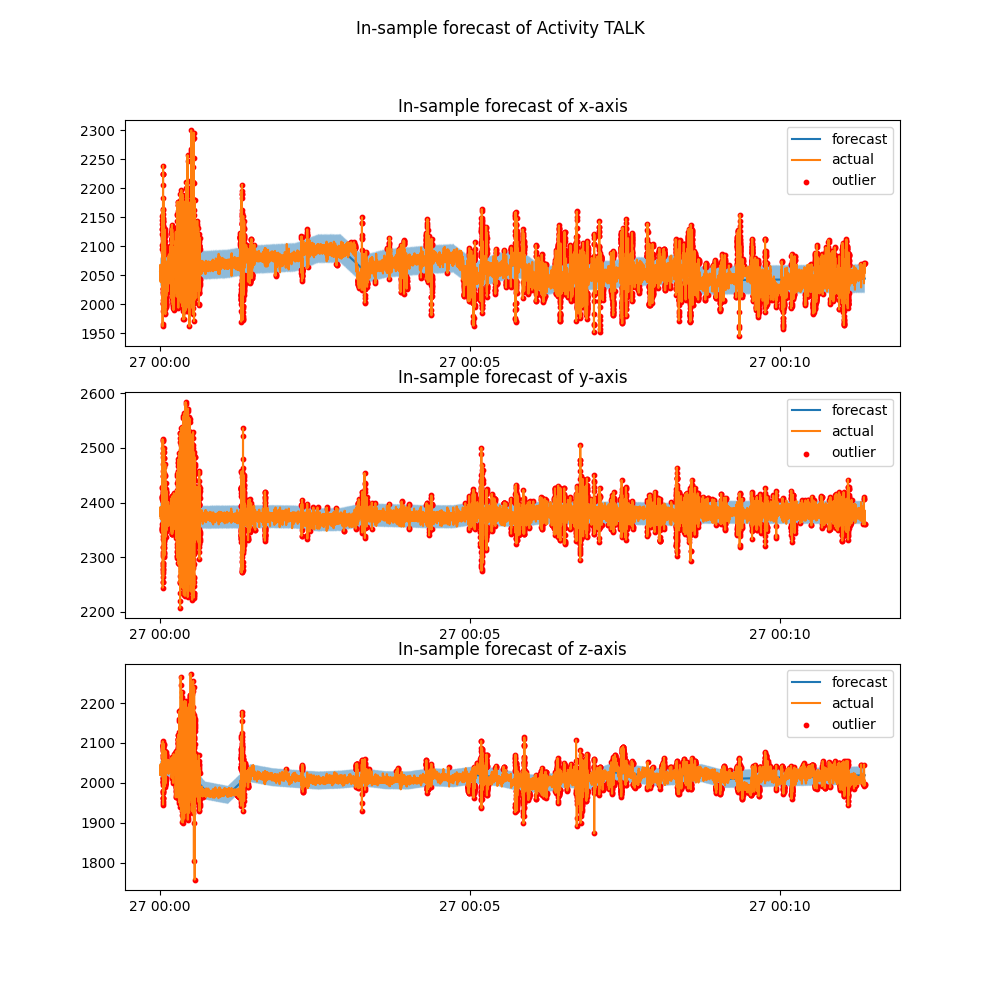 In-sample forecast of Activity TALK
In-sample forecast of x-axis
2300
2250
2200
2150
2100
2050
2000
1950
forecast
actual
outlier
27 00:00
27 00:05
27 00:10
In-sample forecast of y-axis
2600
2500
2400
2300
2200
forecast
actual
outlier
27 00:00
27 00:05
27 00:10
In-sample forecast of z-axis
2200
2100
2000
1900
1800
forecast
actual
outlier
27 00:00
27 00:05
27 00:10